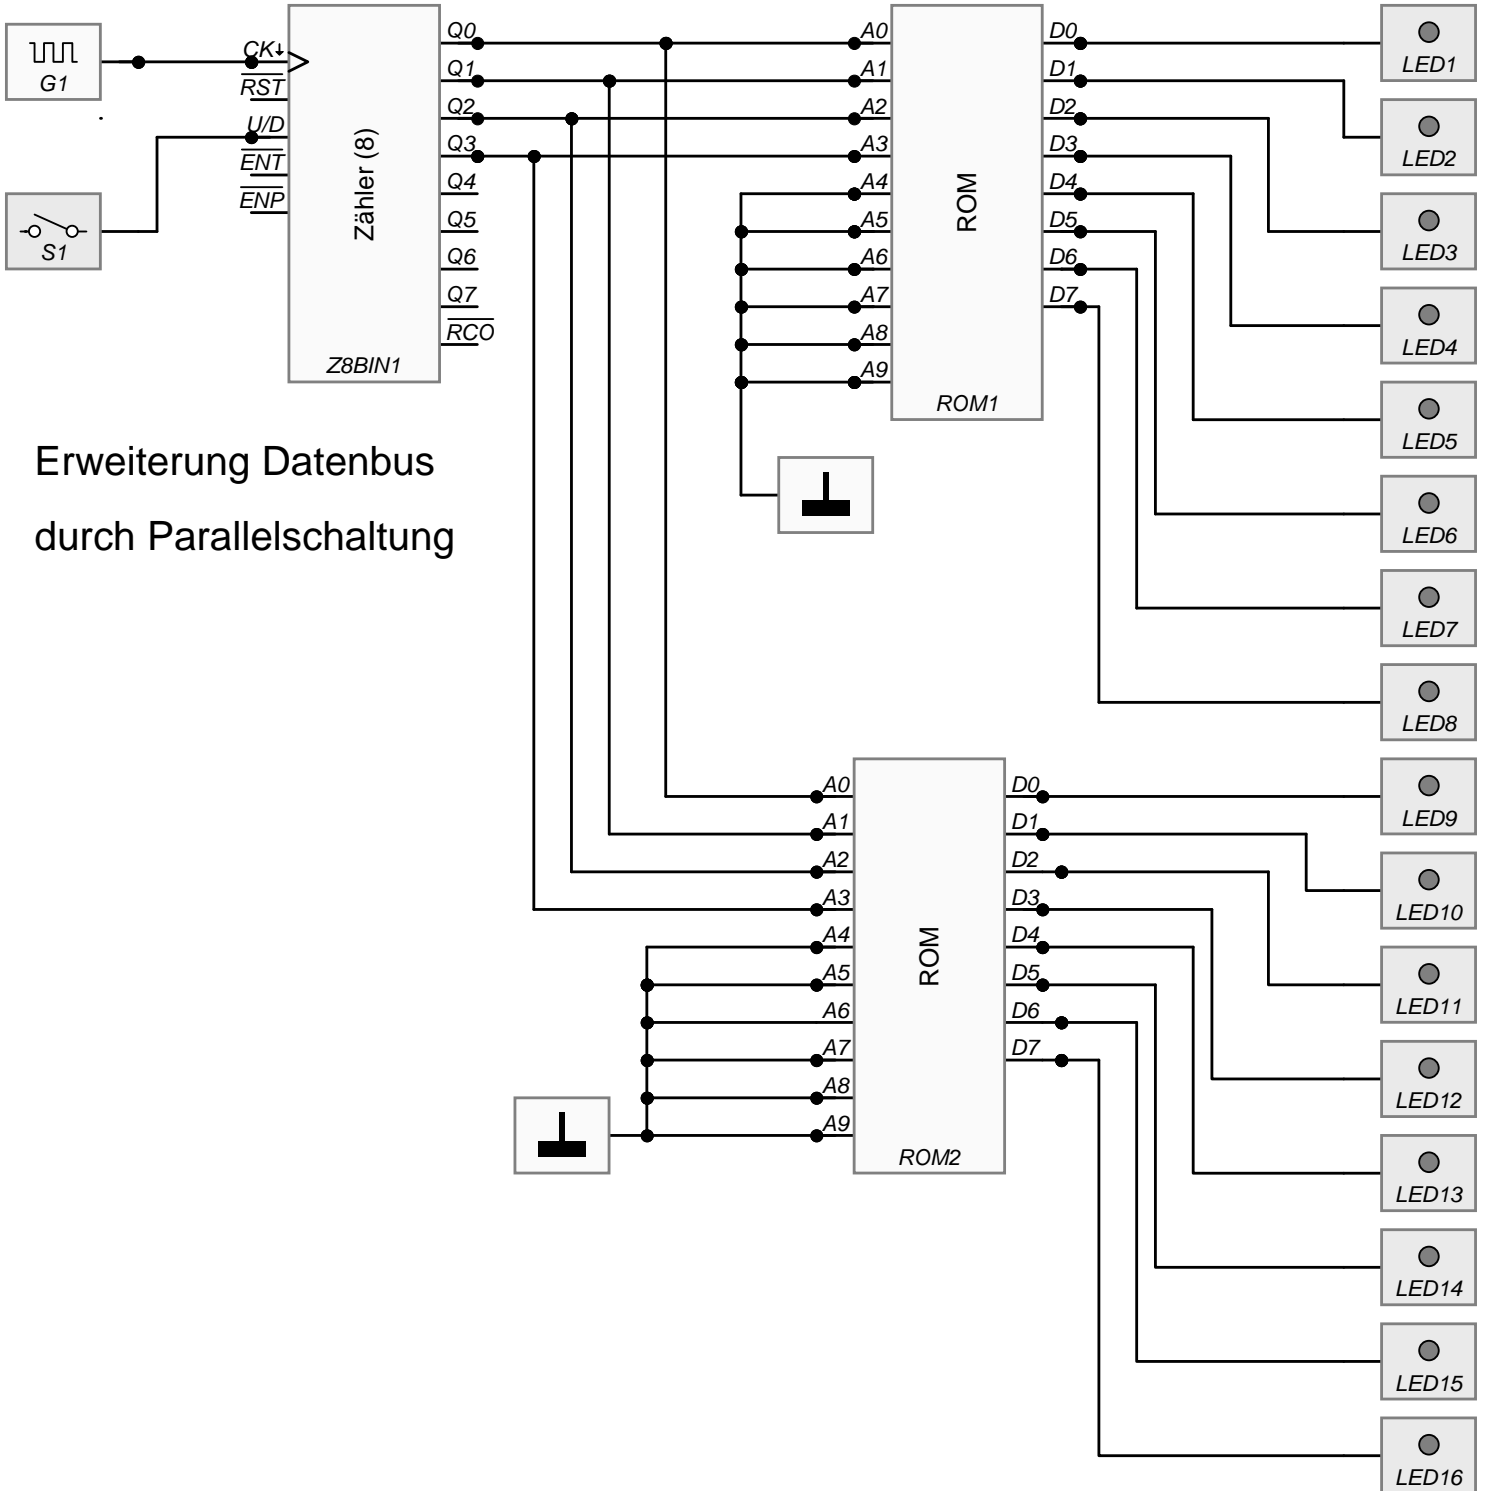 G1
S1
CK↓
RST
U/D
ENT
ENP
Zähler (8)
Z8BIN1
Q0
Q1
Q2
Q3
Q4
Q5
Q6
Q7
RCO
Erweiterung Datenbus
durch Parallelschaltung
A0
A1
A2
A3
A4
A5
A6
A7
A8
A9
ROM
ROM1
D0
D1
D2
D3
D4
D5
D6
D7
LED1
LED2
LED3
LED4
LED5
LED6
LED7
LED8
A0
A1
A2
A3
A4
A5
A6
A7
A8
A9
ROM
ROM2
D0
D1
D2
D3
D4
D5
D6
D7
LED9
LED10
LED11
LED12
LED13
LED14
LED15
LED16